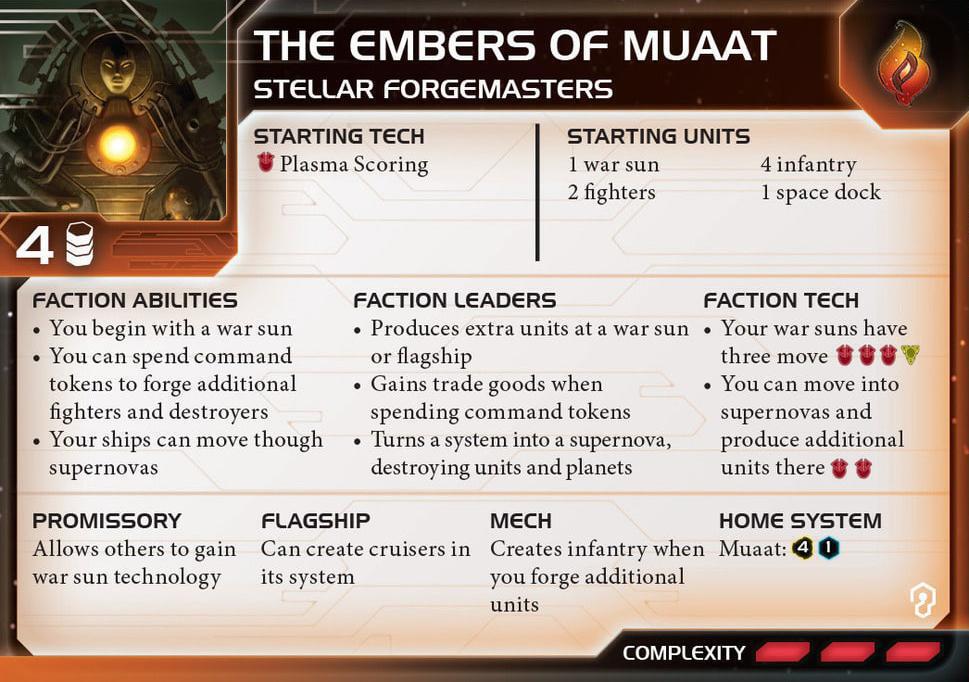 THE EMBERS OF MUAAT
STELLAR FORGEMASTERS
4
STARTING TECH
Plasma Scoring
STARTING UNITS
1 war sun
2 fighters
4 infantry
1 space dock
FACTION ABILITIES
• You begin with a war sun
• You can spend command
tokens to forge additional
fighters and destroyers
• Your ships can move though
supernovas
FACTION LEADERS
• Produces extra units at a war sun
or flagship
• Gains trade goods when
spending command tokens
• Turns a system into a supernova,
destroying units and planets
FACTION TECH
• Your war suns have
three move
• You can move into
supernovas and
produce additional
units there
PROMISSORY
Allows others to gain
war sun technology
FLAGSHIP
Can create cruisers in
its system
MECH
Creates infantry when
you forge additional
units
HOME SYSTEM
Muaat: 4 1
COMPLEXITY